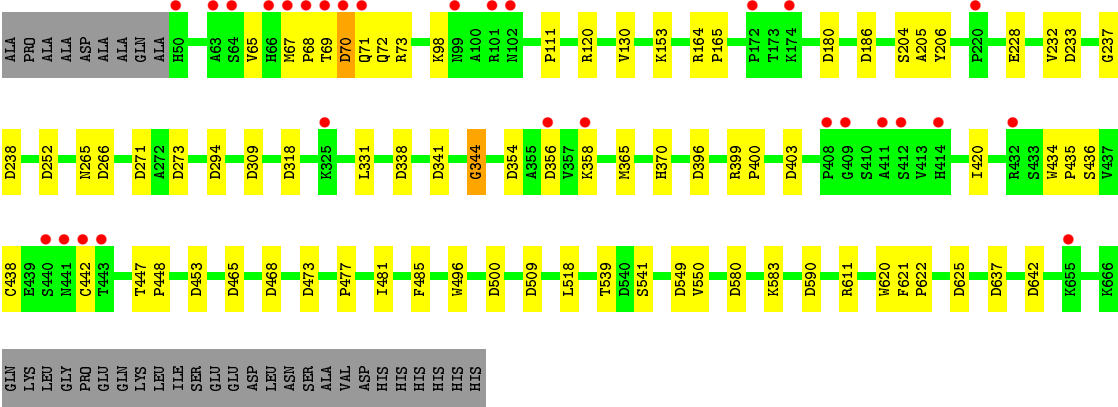 ALA PRO ALA ALA ASP ALA ALA GLN ALA H50 A63 S64 V65 H66 M67 P68 T69 D70 Q71 Q72 R73 K98 N99 A100 R101 N102 P111 R120 V130 K153 R164 P165 P172 T173 K174 D180 D186 S204 A205 Y206 P220 E228 V232 D233 G237
D238 D252 N265 D266 D271 A272 D273 D294 D309 D318 K325 L331 D338 D341 G344 D354 A355 D356 V357 K358 M365 H370 D396 R399 P400 D403 P408 G409 S410 A411 S412 V413 H414 I420 R432 S433 W434 P435 S436 V437
C438 E439 S440 N441 C442 T443 T447 P448 D453 D465 D468 D473 P477 I481 F485 W496 D500 D509 L518 T539 D540 S541 D549 V550 D580 K583 D590 R611 W620 F621 P622 D625 D637 D642 K655 K666
GLN LYS LEU GLY PRO GLU GLN LYS LEU ILE SER GLU GLU ASP LEU ASN SER ALA VAL ASP HIS HIS HIS HIS HIS HIS